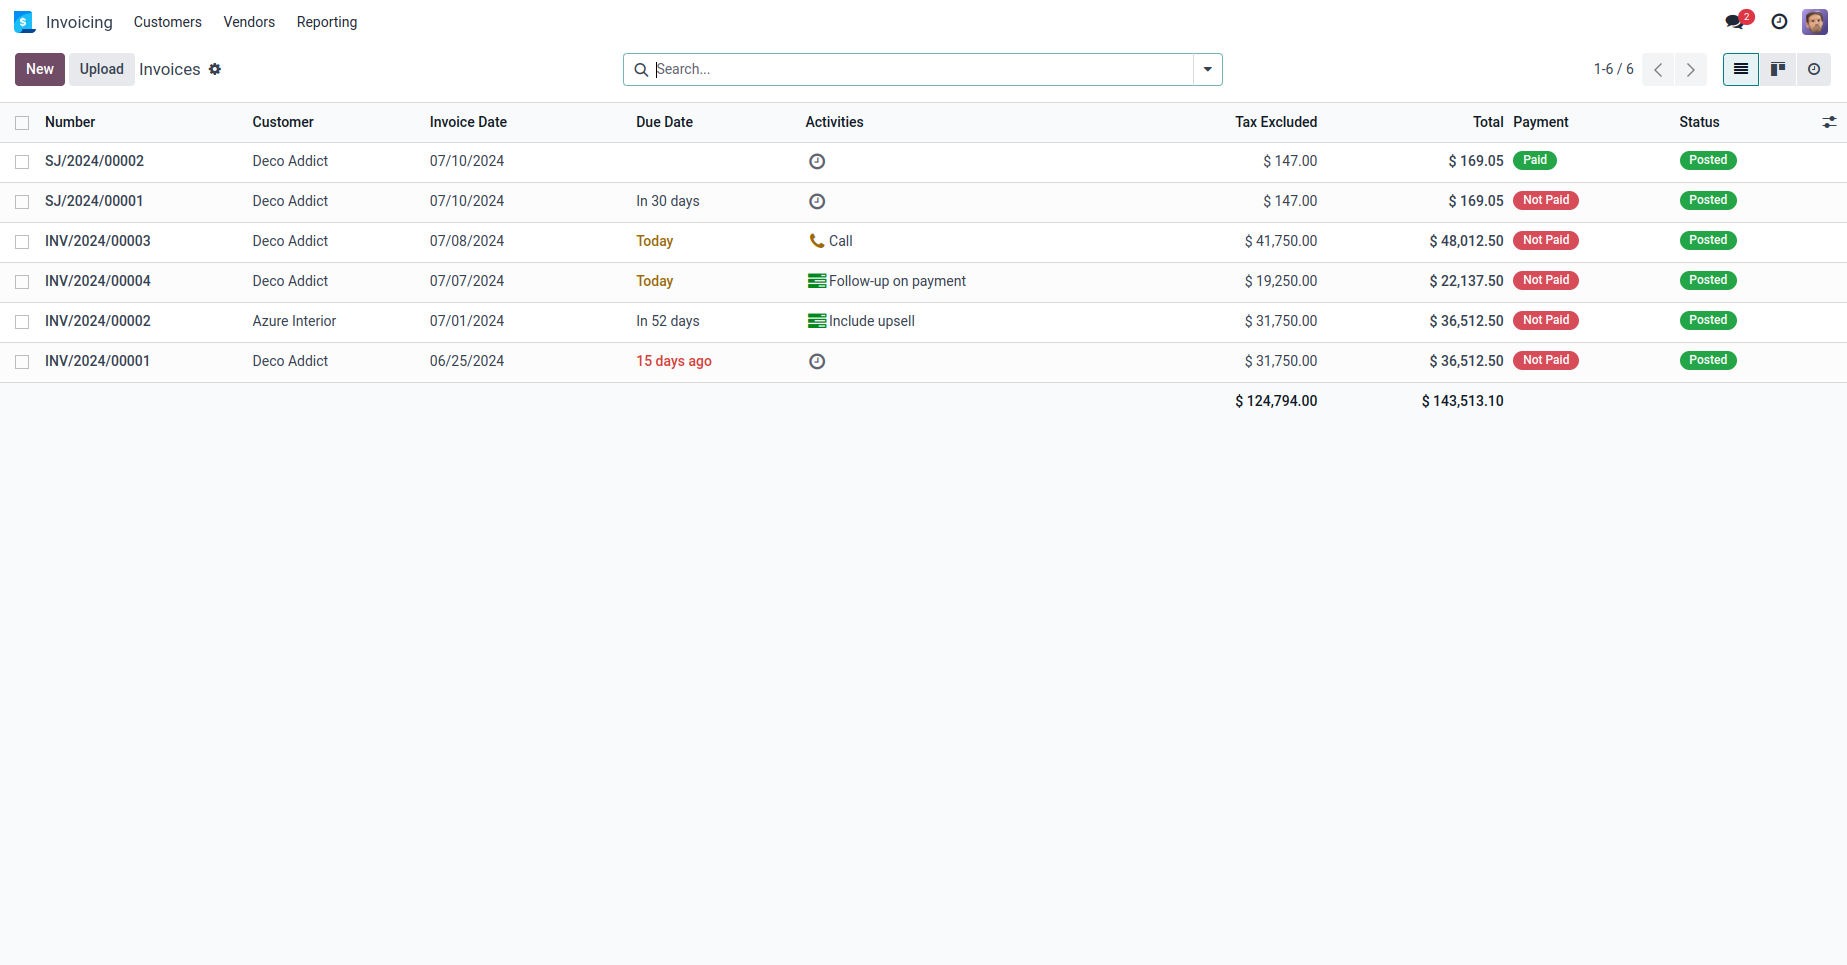 Invoicing Customers Vendors Reporting 2
New Upload Invoices Search... 1-6 / 6
Number Customer Invoice Date Due Date Activities Tax Excluded Total Payment Status
SJ/2024/00002 Deco Addict 07/10/2024 $ 147.00 $ 169.05 Paid Posted
SJ/2024/00001 Deco Addict 07/10/2024 In 30 days $ 147.00 $ 169.05 Not Paid Posted
INV/2024/00003 Deco Addict 07/08/2024 Today Call $ 41,750.00 $ 48,012.50 Not Paid Posted
INV/2024/00004 Deco Addict 07/07/2024 Today Follow-up on payment $ 19,250.00 $ 22,137.50 Not Paid Posted
INV/2024/00002 Azure Interior 07/01/2024 In 52 days Include upsell $ 31,750.00 $ 36,512.50 Not Paid Posted
INV/2024/00001 Deco Addict 06/25/2024 15 days ago $ 31,750.00 $ 36,512.50 Not Paid Posted
$ 124,794.00 $ 143,513.10